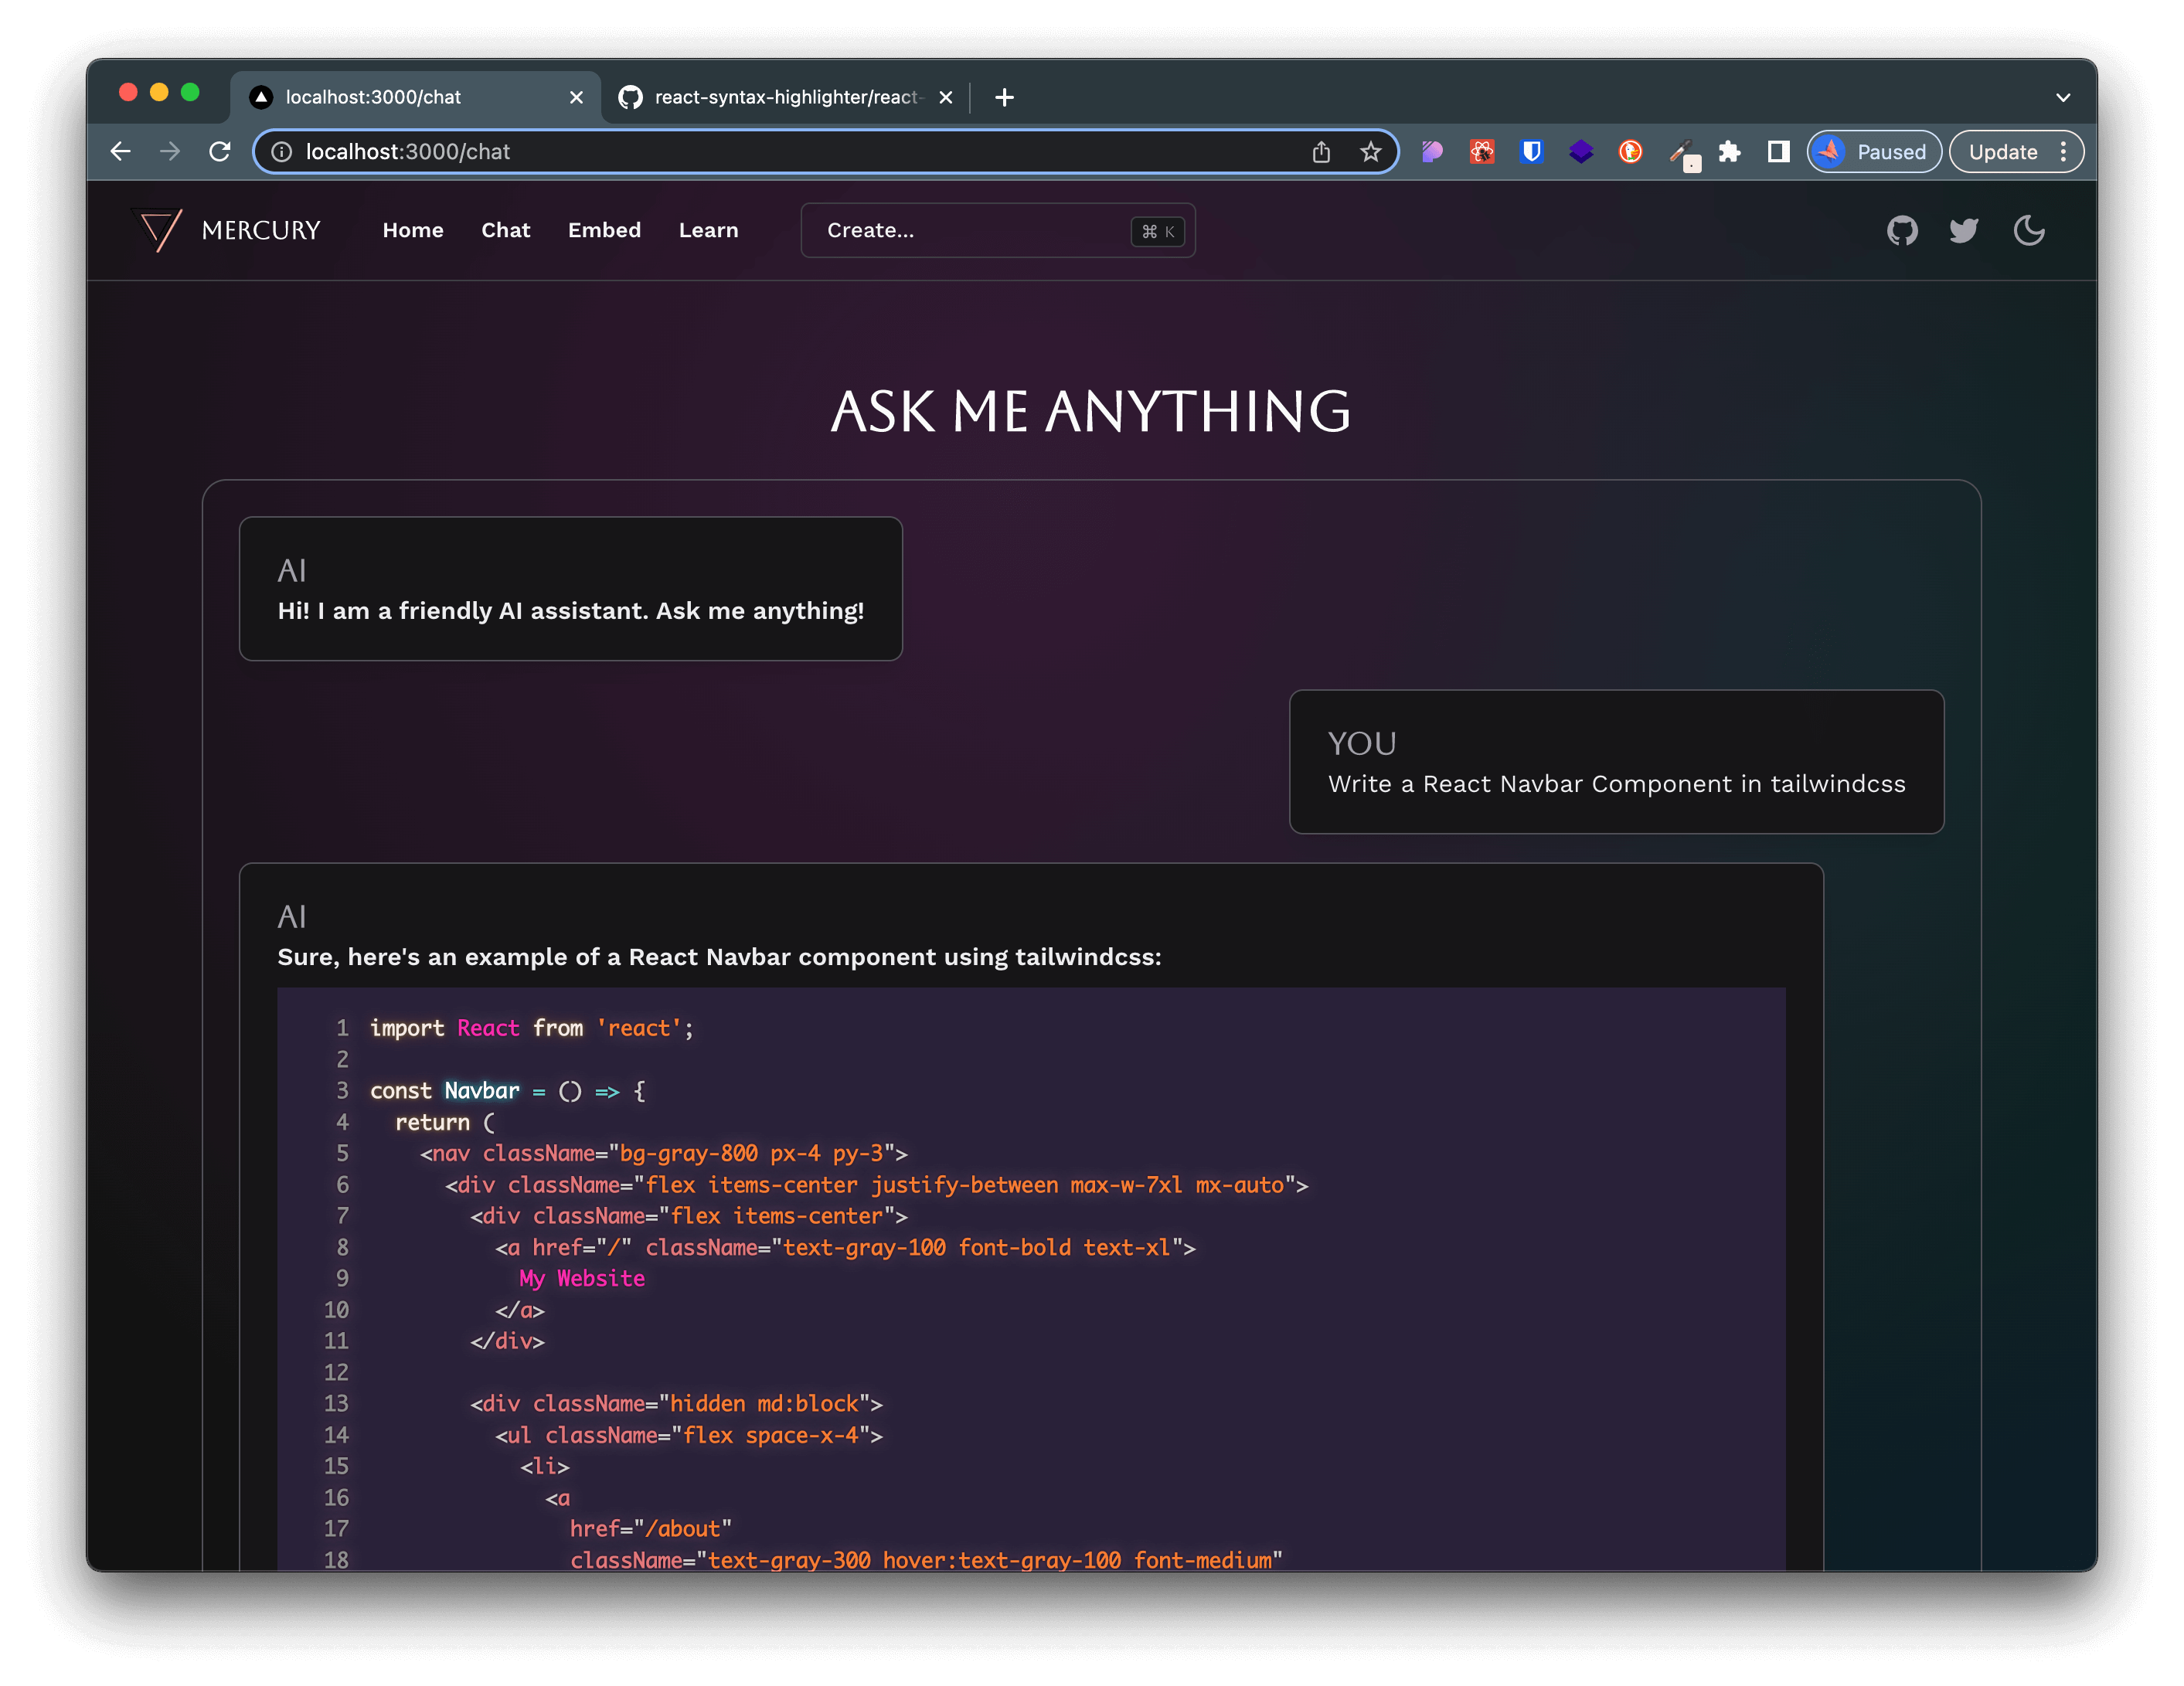 localhost:3000/chat
react-syntax-highlighter/react-
localhost:3000/chat
Paused
Update
MERCURY
Home
Chat
Embed
Learn
Create...
⌘ K
ASK ME ANYTHING
AI
Hi! I am a friendly AI assistant. Ask me anything!
YOU
Write a React Navbar Component in tailwindcss
AI
Sure, here's an example of a React Navbar component using tailwindcss:
1 import React from 'react';
2
3 const Navbar = () => {
4 return (
5 <nav className="bg-gray-800 px-4 py-3">
6 <div className="flex items-center justify-between max-w-7xl mx-auto">
7 <div className="flex items-center">
8 <a href="/" className="text-gray-100 font-bold text-xl">
9 My Website
10 </a>
11 </div>
12
13 <div className="hidden md:block">
14 <ul className="flex space-x-4">
15 <li>
16 <a
17 href="/about"
18 className="text-gray-300 hover:text-gray-100 font-medium"